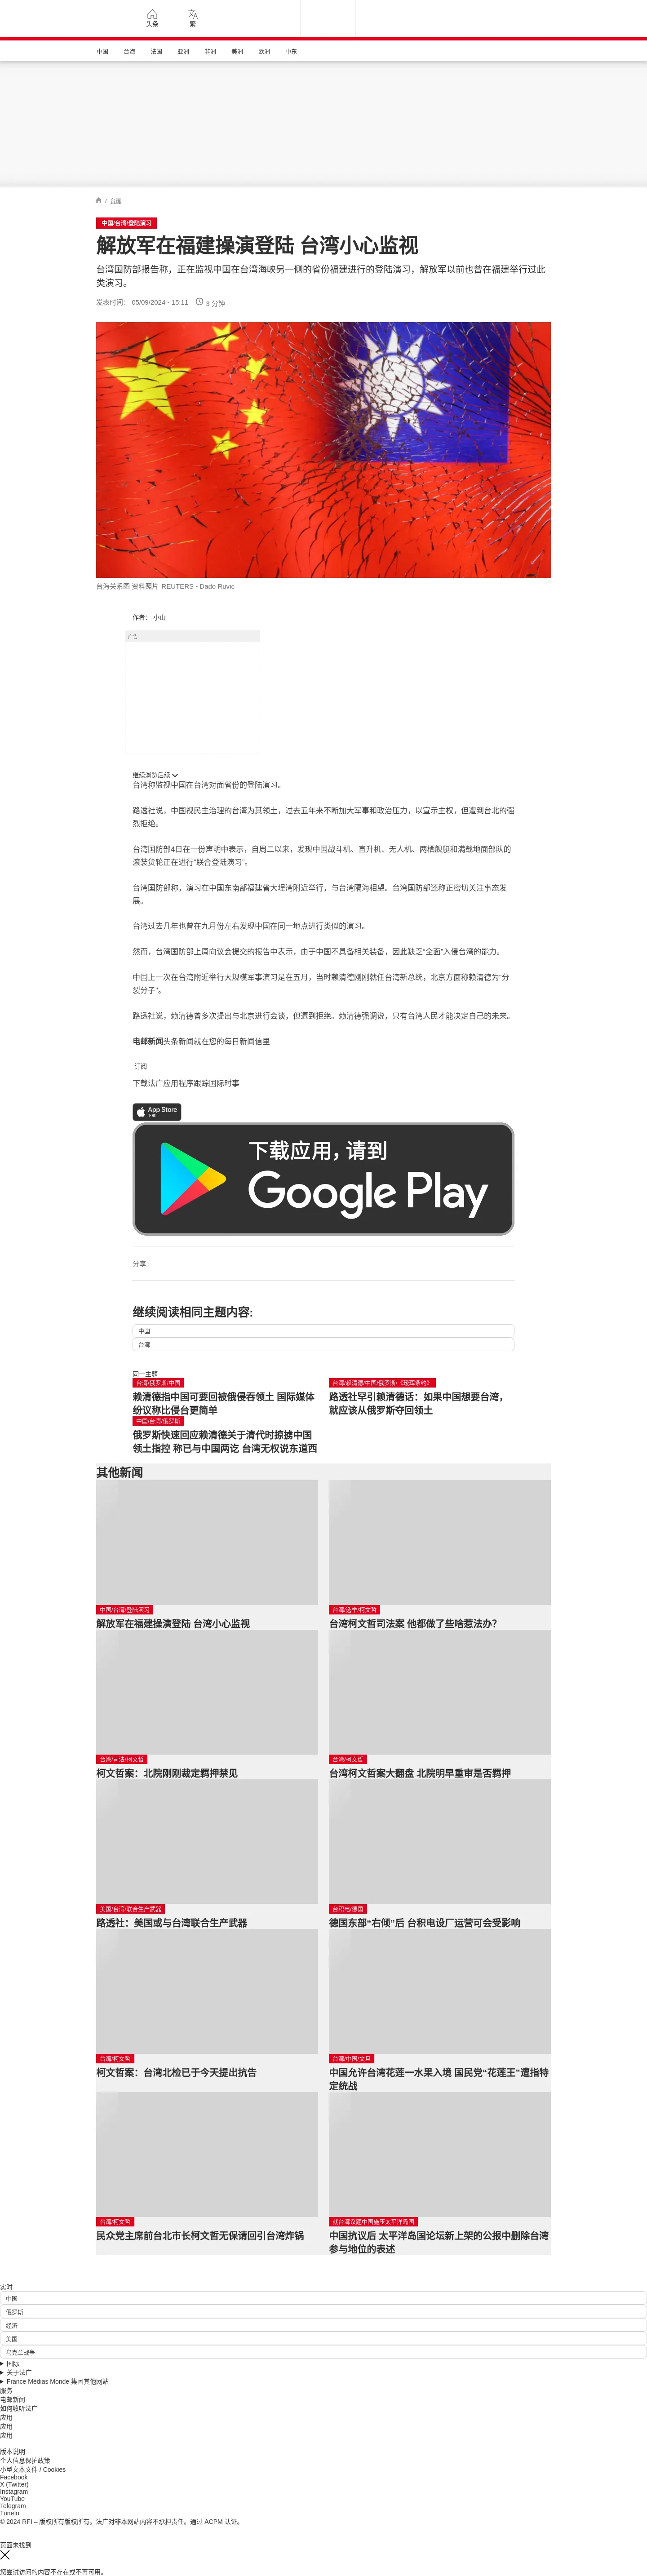 头条
繁
中国
台海
法国
亚洲
非洲
美洲
欧洲
中东
/ 台湾
中国/台湾/登陆演习
解放军在福建操演登陆 台湾小心监视
台湾国防部报告称，正在监视中国在台湾海峡另一侧的省份福建进行的登陆演习，解放军以前也曾在福建举行过此
类演习。
发表时间： 05/09/2024 - 15:11 3 分钟
台海关系图 资料照片 REUTERS - Dado Ruvic
作者： 小山
广告
继续浏览后续
台湾称监视中国在台湾对面省份的登陆演习。
路透社说，中国视民主治理的台湾为其领土，过去五年来不断加大军事和政治压力，以宣示主权，但遭到台北的强
烈拒绝。
台湾国防部4日在一份声明中表示，自周二以来，发现中国战斗机、直升机、无人机、两栖舰艇和满载地面部队的
滚装货轮正在进行“联合登陆演习”。
台湾国防部称，演习在中国东南部福建省大埕湾附近举行，与台湾隔海相望。台湾国防部还称正密切关注事态发
展。
台湾过去几年也曾在九月份左右发现中国在同一地点进行类似的演习。
然而，台湾国防部上周向议会提交的报告中表示，由于中国不具备相关装备，因此缺乏“全面”入侵台湾的能力。
中国上一次在台湾附近举行大规模军事演习是在五月，当时赖清德刚刚就任台湾新总统，北京方面称赖清德为“分
裂分子”。
路透社说，赖清德曾多次提出与北京进行会谈，但遭到拒绝。赖清德强调说，只有台湾人民才能决定自己的未来。
电邮新闻头条新闻就在您的每日新闻信里
订阅
下载法广应用程序跟踪国际时事
App Store
下载
下载应用，请到
Google Play
分享 :
继续阅读相同主题内容:
中国
台湾
同一主题
台湾/俄罗斯/中国
赖清德指中国可要回被俄侵吞领土 国际媒体
纷议称比侵台更简单
台湾/赖清德/中国/俄罗斯/《瑷珲条约》
路透社罕引赖清德话：如果中国想要台湾，
就应该从俄罗斯夺回领土
中国/台湾/俄罗斯
俄罗斯快速回应赖清德关于清代时掠掳中国
领土指控 称已与中国两讫 台湾无权说东道西
其他新闻
中国/台湾/登陆演习
解放军在福建操演登陆 台湾小心监视
台湾/选举/柯文哲
台湾柯文哲司法案 他都做了些啥惹法办？
台湾/司法/柯文哲
柯文哲案：北院刚刚裁定羁押禁见
台湾/柯文哲
台湾柯文哲案大翻盘 北院明早重审是否羁押
美国/台湾/联合生产武器
路透社：美国或与台湾联合生产武器
台积电/德国
德国东部“右倾”后 台积电设厂运营可会受影响
台湾/柯文哲
柯文哲案：台湾北检已于今天提出抗告
台湾/中国/文旦
中国允许台湾花莲一水果入境 国民党“花莲王”遭指特
定统战
台湾/柯文哲
民众党主席前台北市长柯文哲无保请回引台湾炸锅
就台湾议题中国施压太平洋岛国
中国抗议后 太平洋岛国论坛新上架的公报中删除台湾
参与地位的表述
实时
中国
俄罗斯
经济
美国
乌克兰战争
国际
关于法广
France Médias Monde 集团其他网站
服务
电邮新闻
如何收听法广
应用
应用
应用
版本说明
个人信息保护政策
小型文本文件 / Cookies
Facebook
X (Twitter)
Instagram
YouTube
Telegram
TuneIn
© 2024 RFI – 版权所有版权所有。法广对非本网站内容不承担责任。通过 ACPM 认证。
页面未找到
您尝试访问的内容不存在或不再可用。